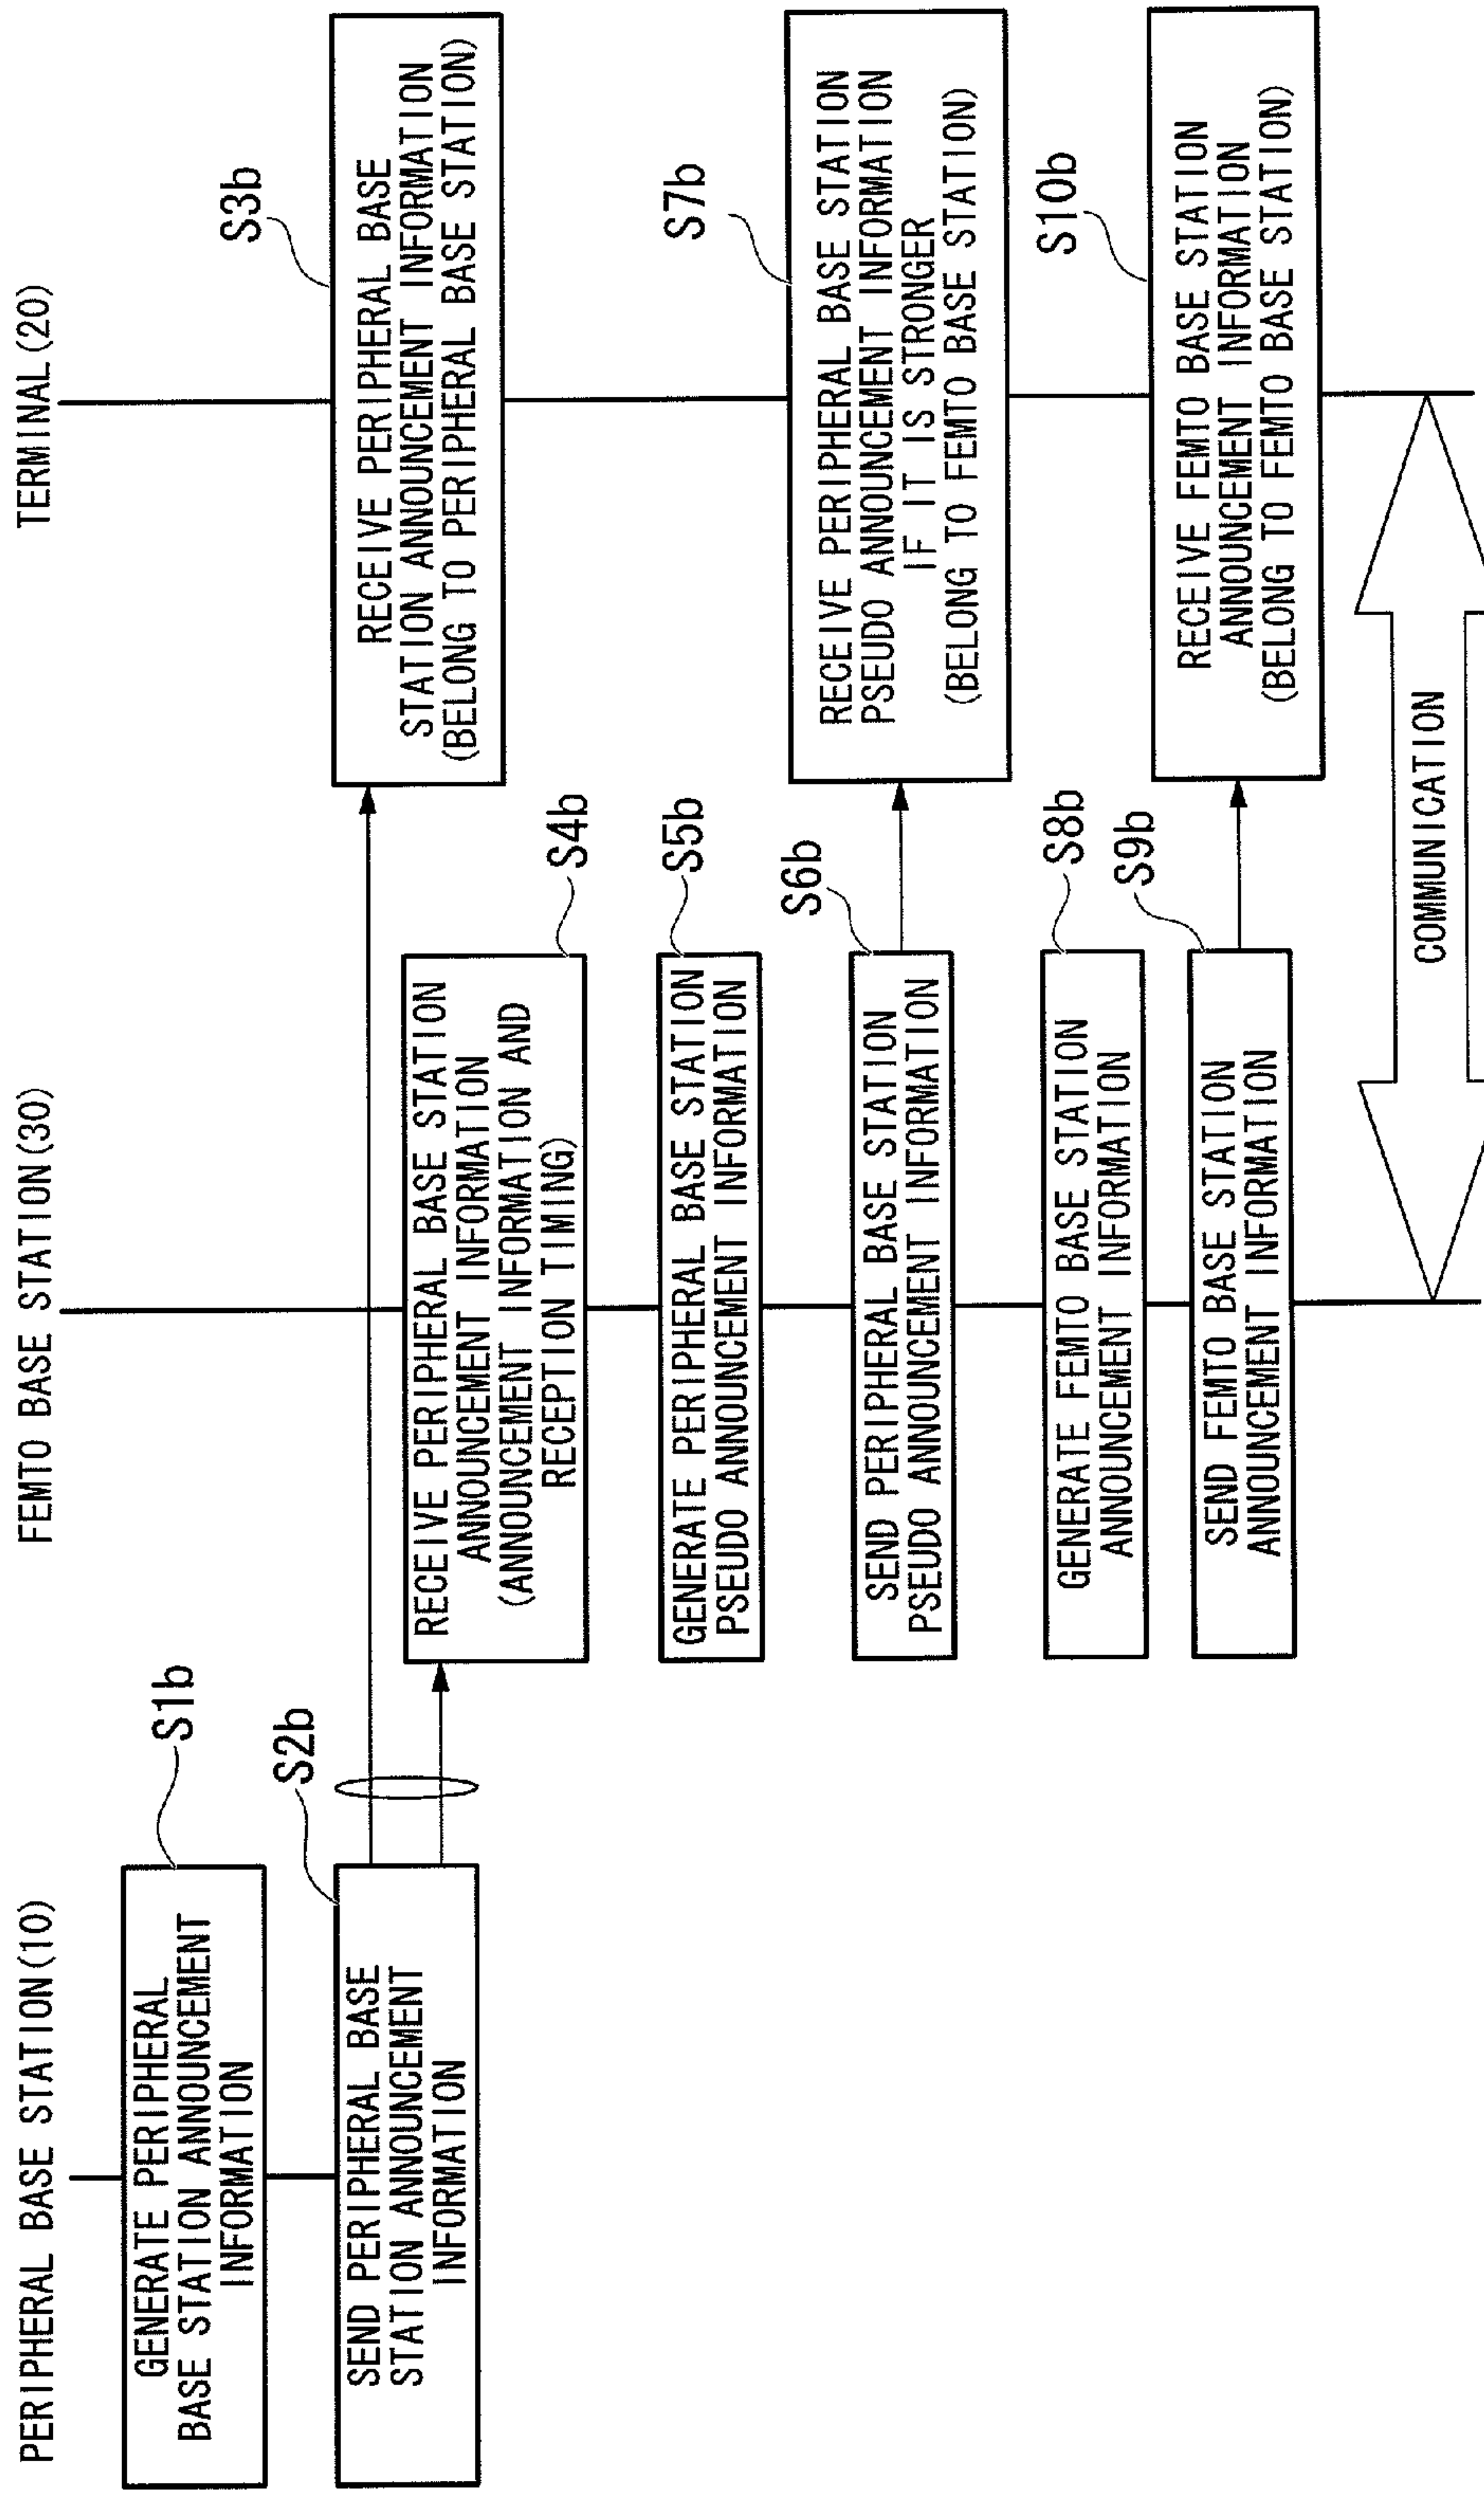 PERIPHERAL BASE STATION(10)
FEMTO BASE STATION(30)
TERMINAL(20)
S1b
GENERATE PERIPHERAL
BASE STATION ANNOUNCEMENT
INFORMATION
S2b
SEND PERIPHERAL BASE
STATION ANNOUNCEMENT
INFORMATION
S3b
RECEIVE PERIPHERAL BASE
STATION ANNOUNCEMENT INFORMATION
(BELONG TO PERIPHERAL BASE STATION)
S4b
RECEIVE PERIPHERAL BASE STATION
ANNOUNCEMENT INFORMATION
(ANNOUNCEMENT INFORMATION AND
RECEPTION TIMING)
S5b
GENERATE PERIPHERAL BASE STATION
PSEUDO ANNOUNCEMENT INFORMATION
S6b
SEND PERIPHERAL BASE STATION
PSEUDO ANNOUNCEMENT INFORMATION
S7b
RECEIVE PERIPHERAL BASE STATION
PSEUDO ANNOUNCEMENT INFORMATION
IF IT IS STRONGER
(BELONG TO FEMTO BASE STATION)
S8b
GENERATE FEMTO BASE STATION
ANNOUNCEMENT INFORMATION
S9b
SEND FEMTO BASE STATION
ANNOUNCEMENT INFORMATION
S10b
RECEIVE FEMTO BASE STATION
ANNOUNCEMENT INFORMATION
(BELONG TO FEMTO BASE STATION)
COMMUNICATION